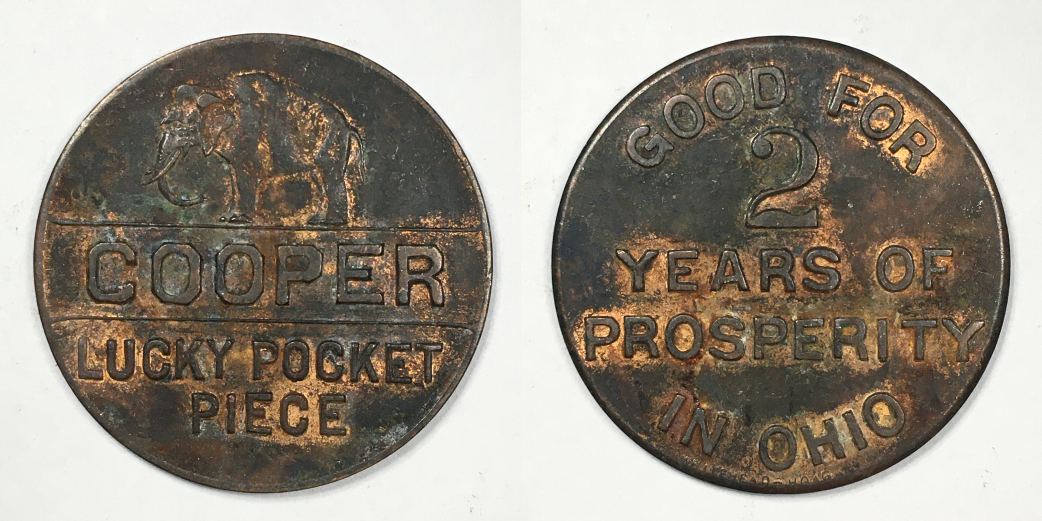 COOPER
LUCKY POCKET
PIECE
GOOD FOR
2
YEARS OF
PROSPERITY
IN OHIO